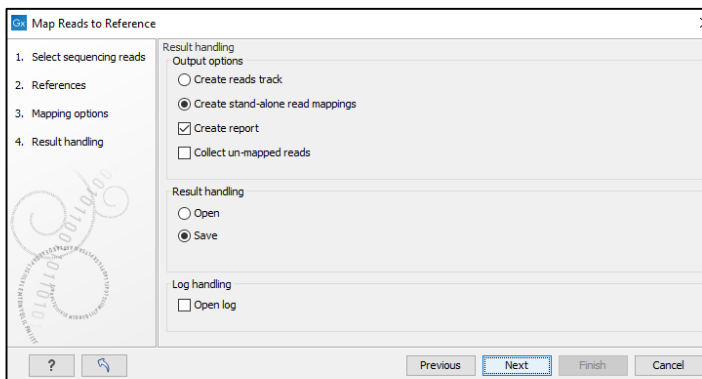 Gx Map Reads to Reference
1. Select sequencing reads
2. References
3. Mapping options
4. Result handling
Result handling
Output options
Create reads track
Create stand-alone read mappings
Create report
Collect un-mapped reads
Result handling
Open
Save
Log handling
Open log
? Previous Next Finish Cancel